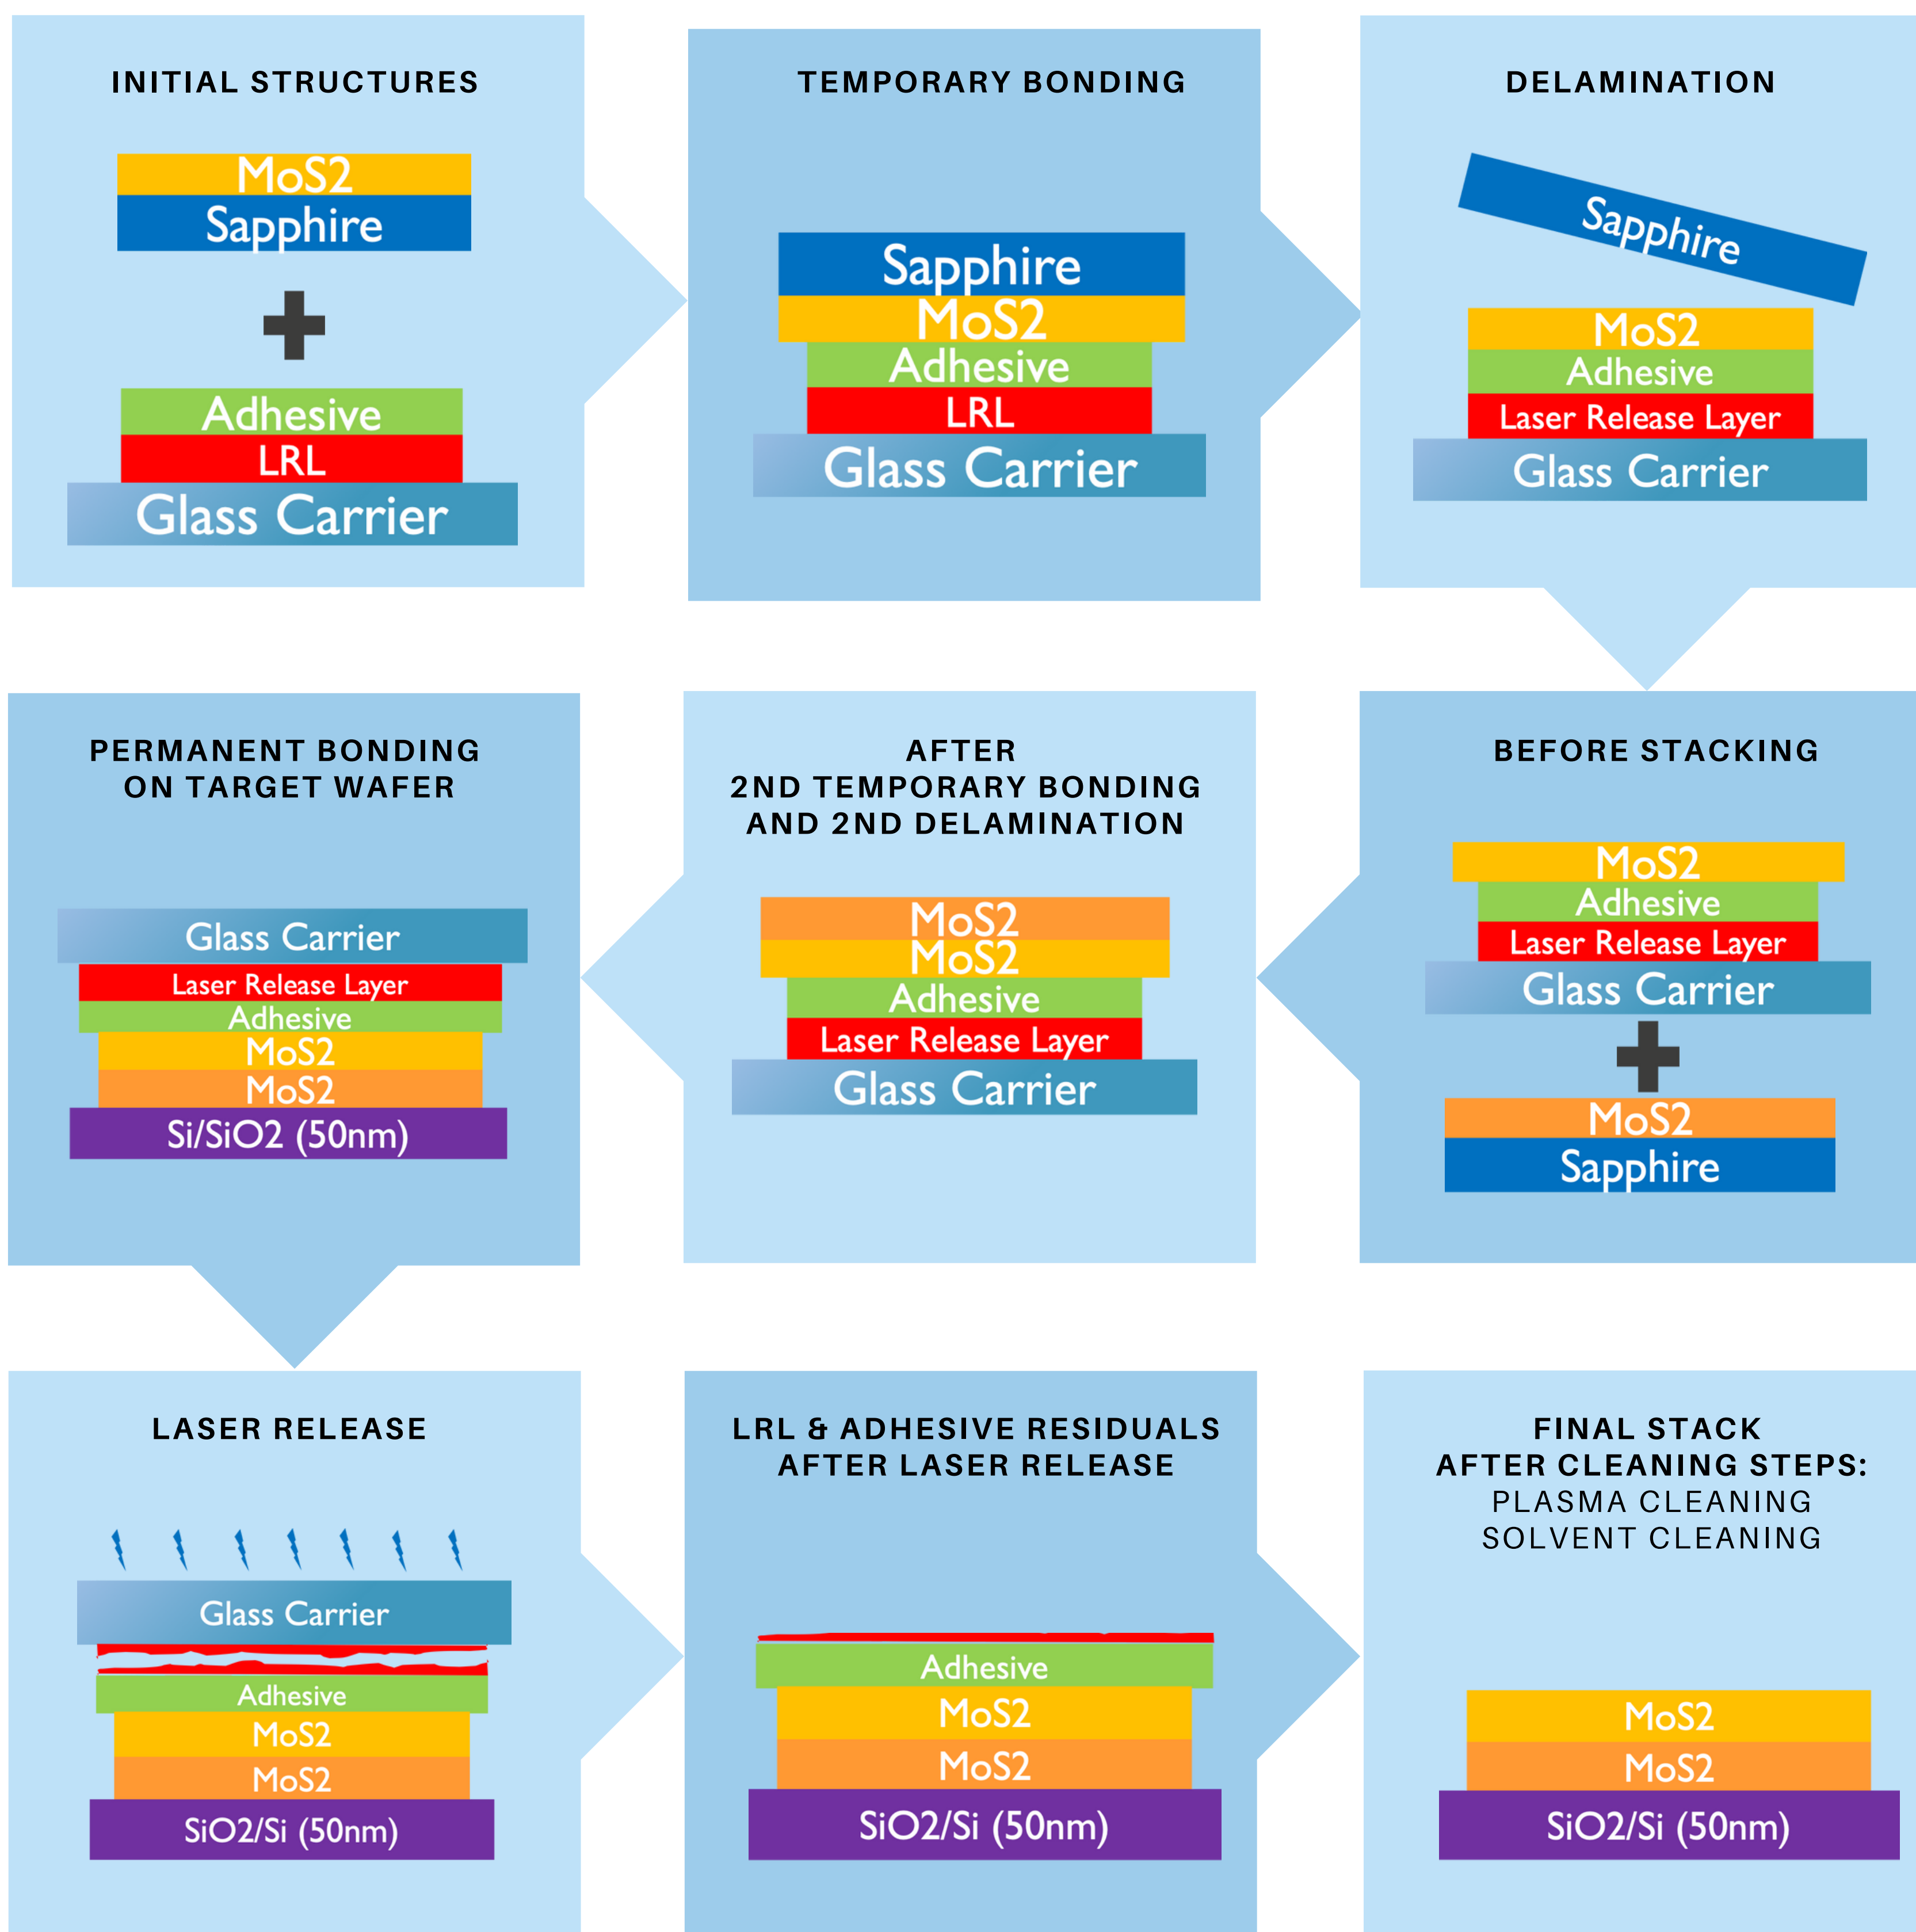 INITIAL STRUCTURES
MoS2
Sapphire
Adhesive
LRL
Glass Carrier
TEMPORARY BONDING
Sapphire
MoS2
Adhesive
LRL
Glass Carrier
DELAMINATION
Sapphire
MoS2
Adhesive
Laser Release Layer
Glass Carrier
BEFORE STACKING
MoS2
Adhesive
Laser Release Layer
Glass Carrier
MoS2
Sapphire
AFTER
2ND TEMPORARY BONDING
AND 2ND DELAMINATION
MoS2
MoS2
Adhesive
Laser Release Layer
Glass Carrier
PERMANENT BONDING
ON TARGET WAFER
Glass Carrier
Laser Release Layer
Adhesive
MoS2
MoS2
Si/SiO2 (50nm)
LASER RELEASE
Glass Carrier
Adhesive
MoS2
MoS2
SiO2/Si (50nm)
LRL & ADHESIVE RESIDUALS
AFTER LASER RELEASE
Adhesive
MoS2
MoS2
SiO2/Si (50nm)
FINAL STACK
AFTER CLEANING STEPS:
PLASMA CLEANING
SOLVENT CLEANING
MoS2
MoS2
SiO2/Si (50nm)